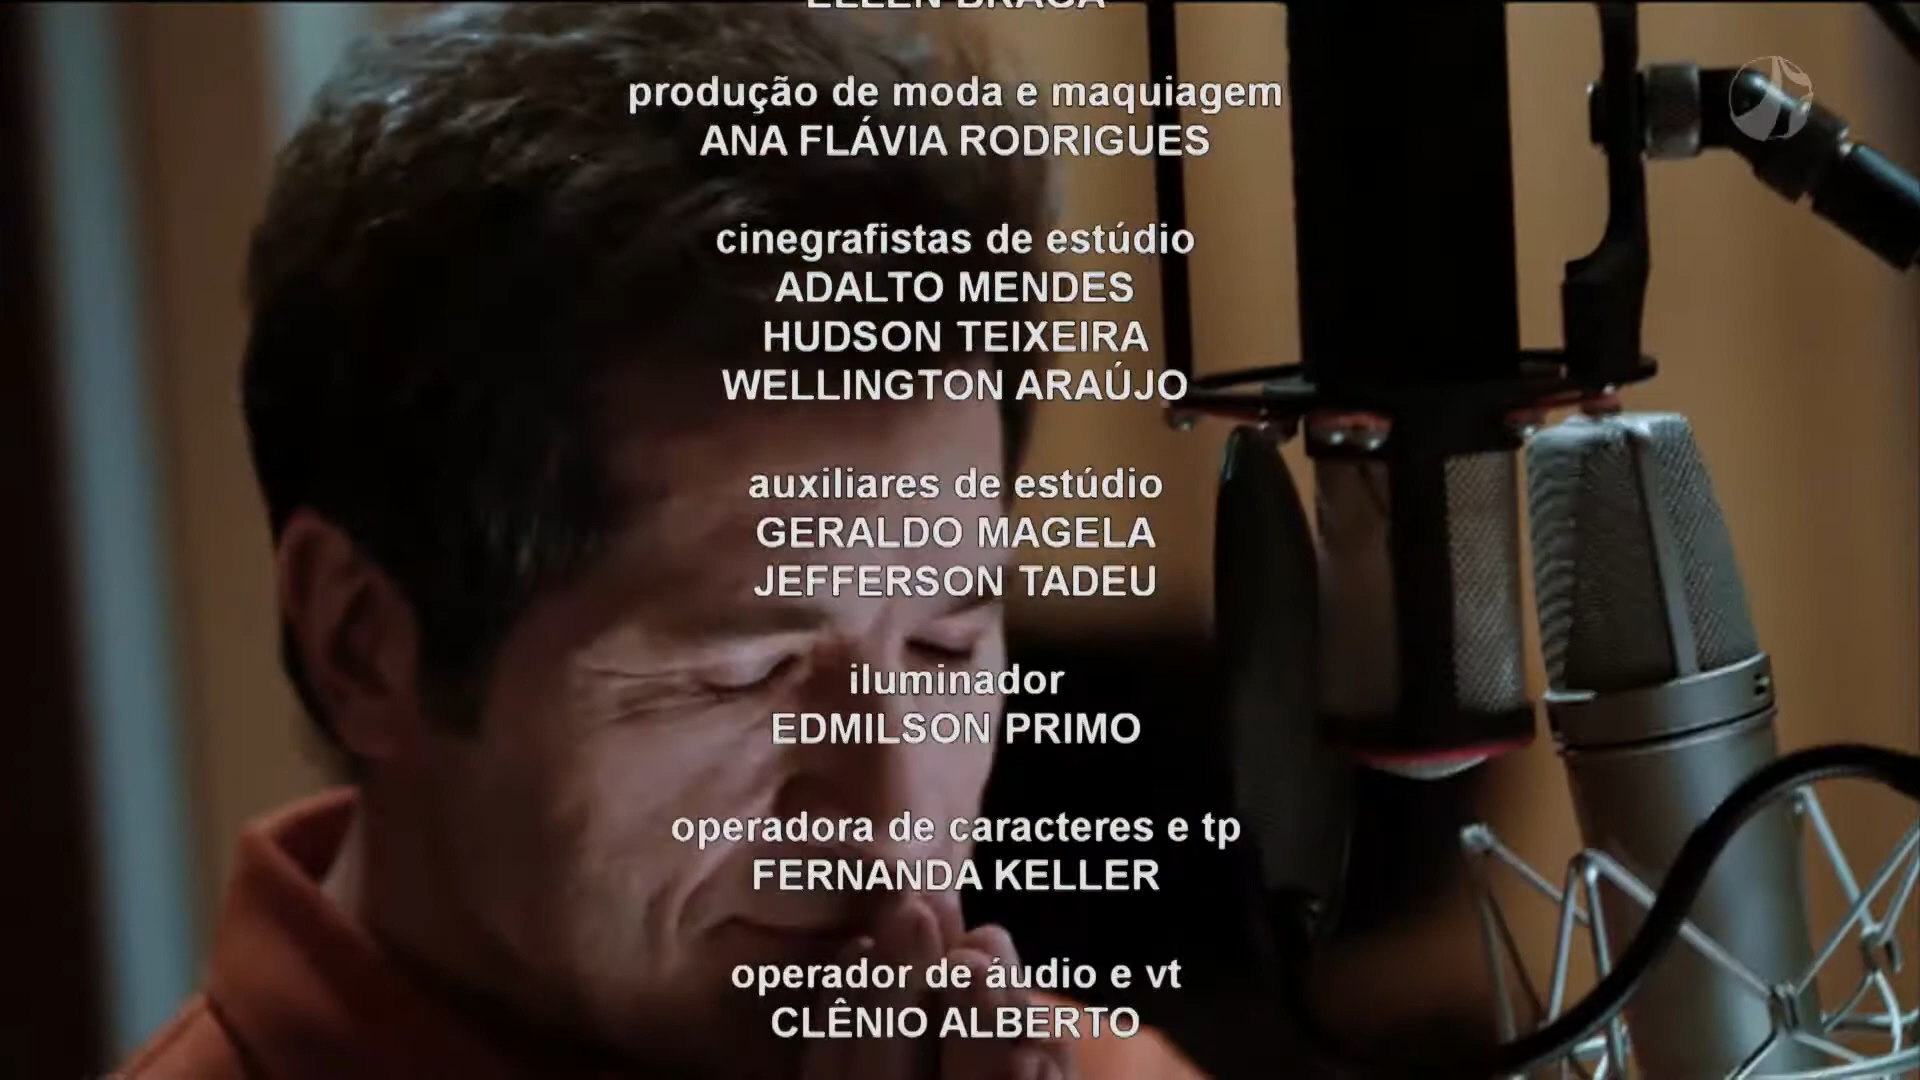 ELLEN BRAGA
produção de moda e maquiagem
ANA FLÁVIA RODRIGUES
cinegrafistas de estúdio
ADALTO MENDES
HUDSON TEIXEIRA
WELLINGTON ARAÚJO
auxiliares de estúdio
GERALDO MAGELA
JEFFERSON TADEU
iluminador
EDMILSON PRIMO
operadora de caracteres e tp
FERNANDA KELLER
operador de áudio e vt
CLÊNIO ALBERTO